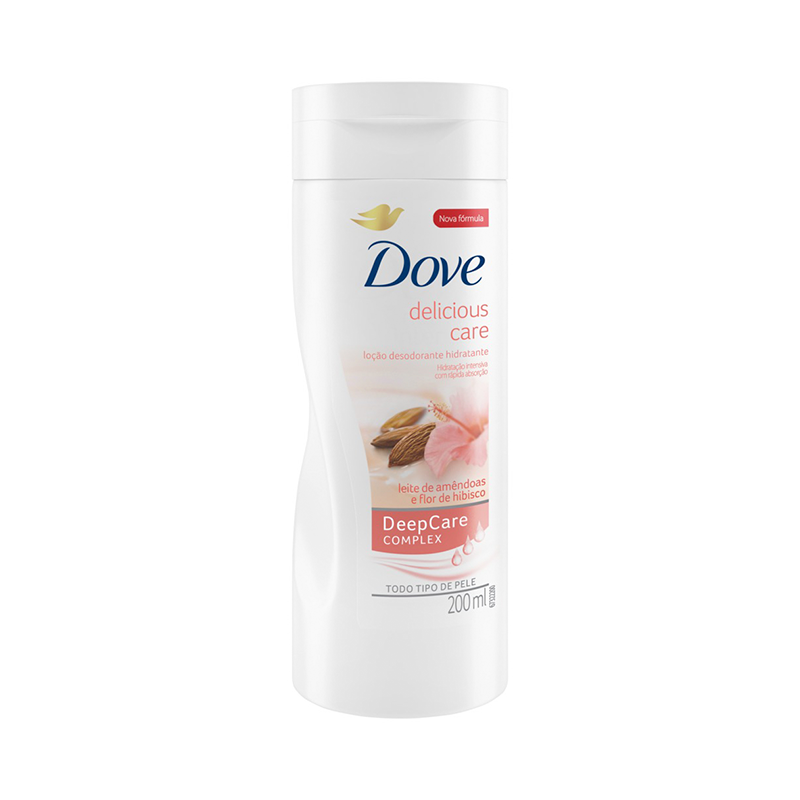 Nova fórmula
Dove
delicious
care
loção desodorante hidratante
Hidratação intensiva
com rápida absorção
leite de amêndoas
e flor de hibisco
DeepCare
COMPLEX
TODO TIPO DE PELE
200 ml